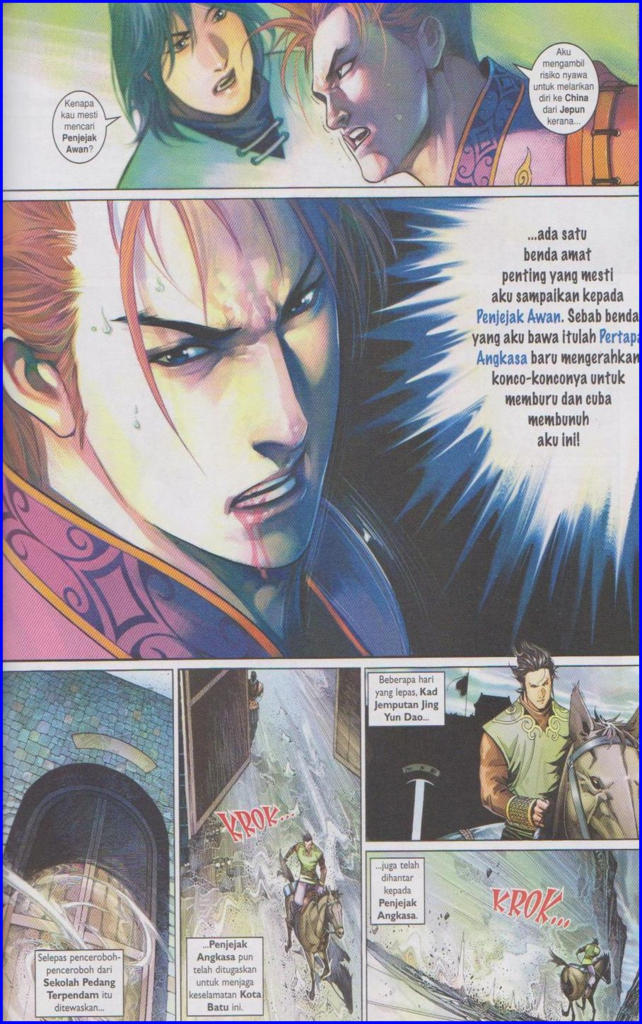 Kenapa
kau mesti
mencari
Penjejak
Awan?
Aku
mengambil
risiko nyawa
untuk melarikan
diri ke China
dari Jepun
kerana...
...ada satu
benda amat
penting yang mesti
aku sampaikan kepada
Penjejak Awan. Sebab benda
yang aku bawa itulah Pertapa
Angkasa baru mengerahkan
konco-konconya untuk
memburu dan cuba
membunuh
aku ini!
Selepas penceroboh-
penceroboh dari
Sekolah Pedang
Terpendam itu
ditewaskan...
KROK...
...Penjejak
Angkasa pun
telah ditugaskan
untuk menjaga
keselamatan Kota
Batu ini.
Beberapa hari
yang lepas, Kad
Jemputan Jing
Yun Dao...
...juga telah
dihantar
kepada
Penjejak
Angkasa.
KROK...